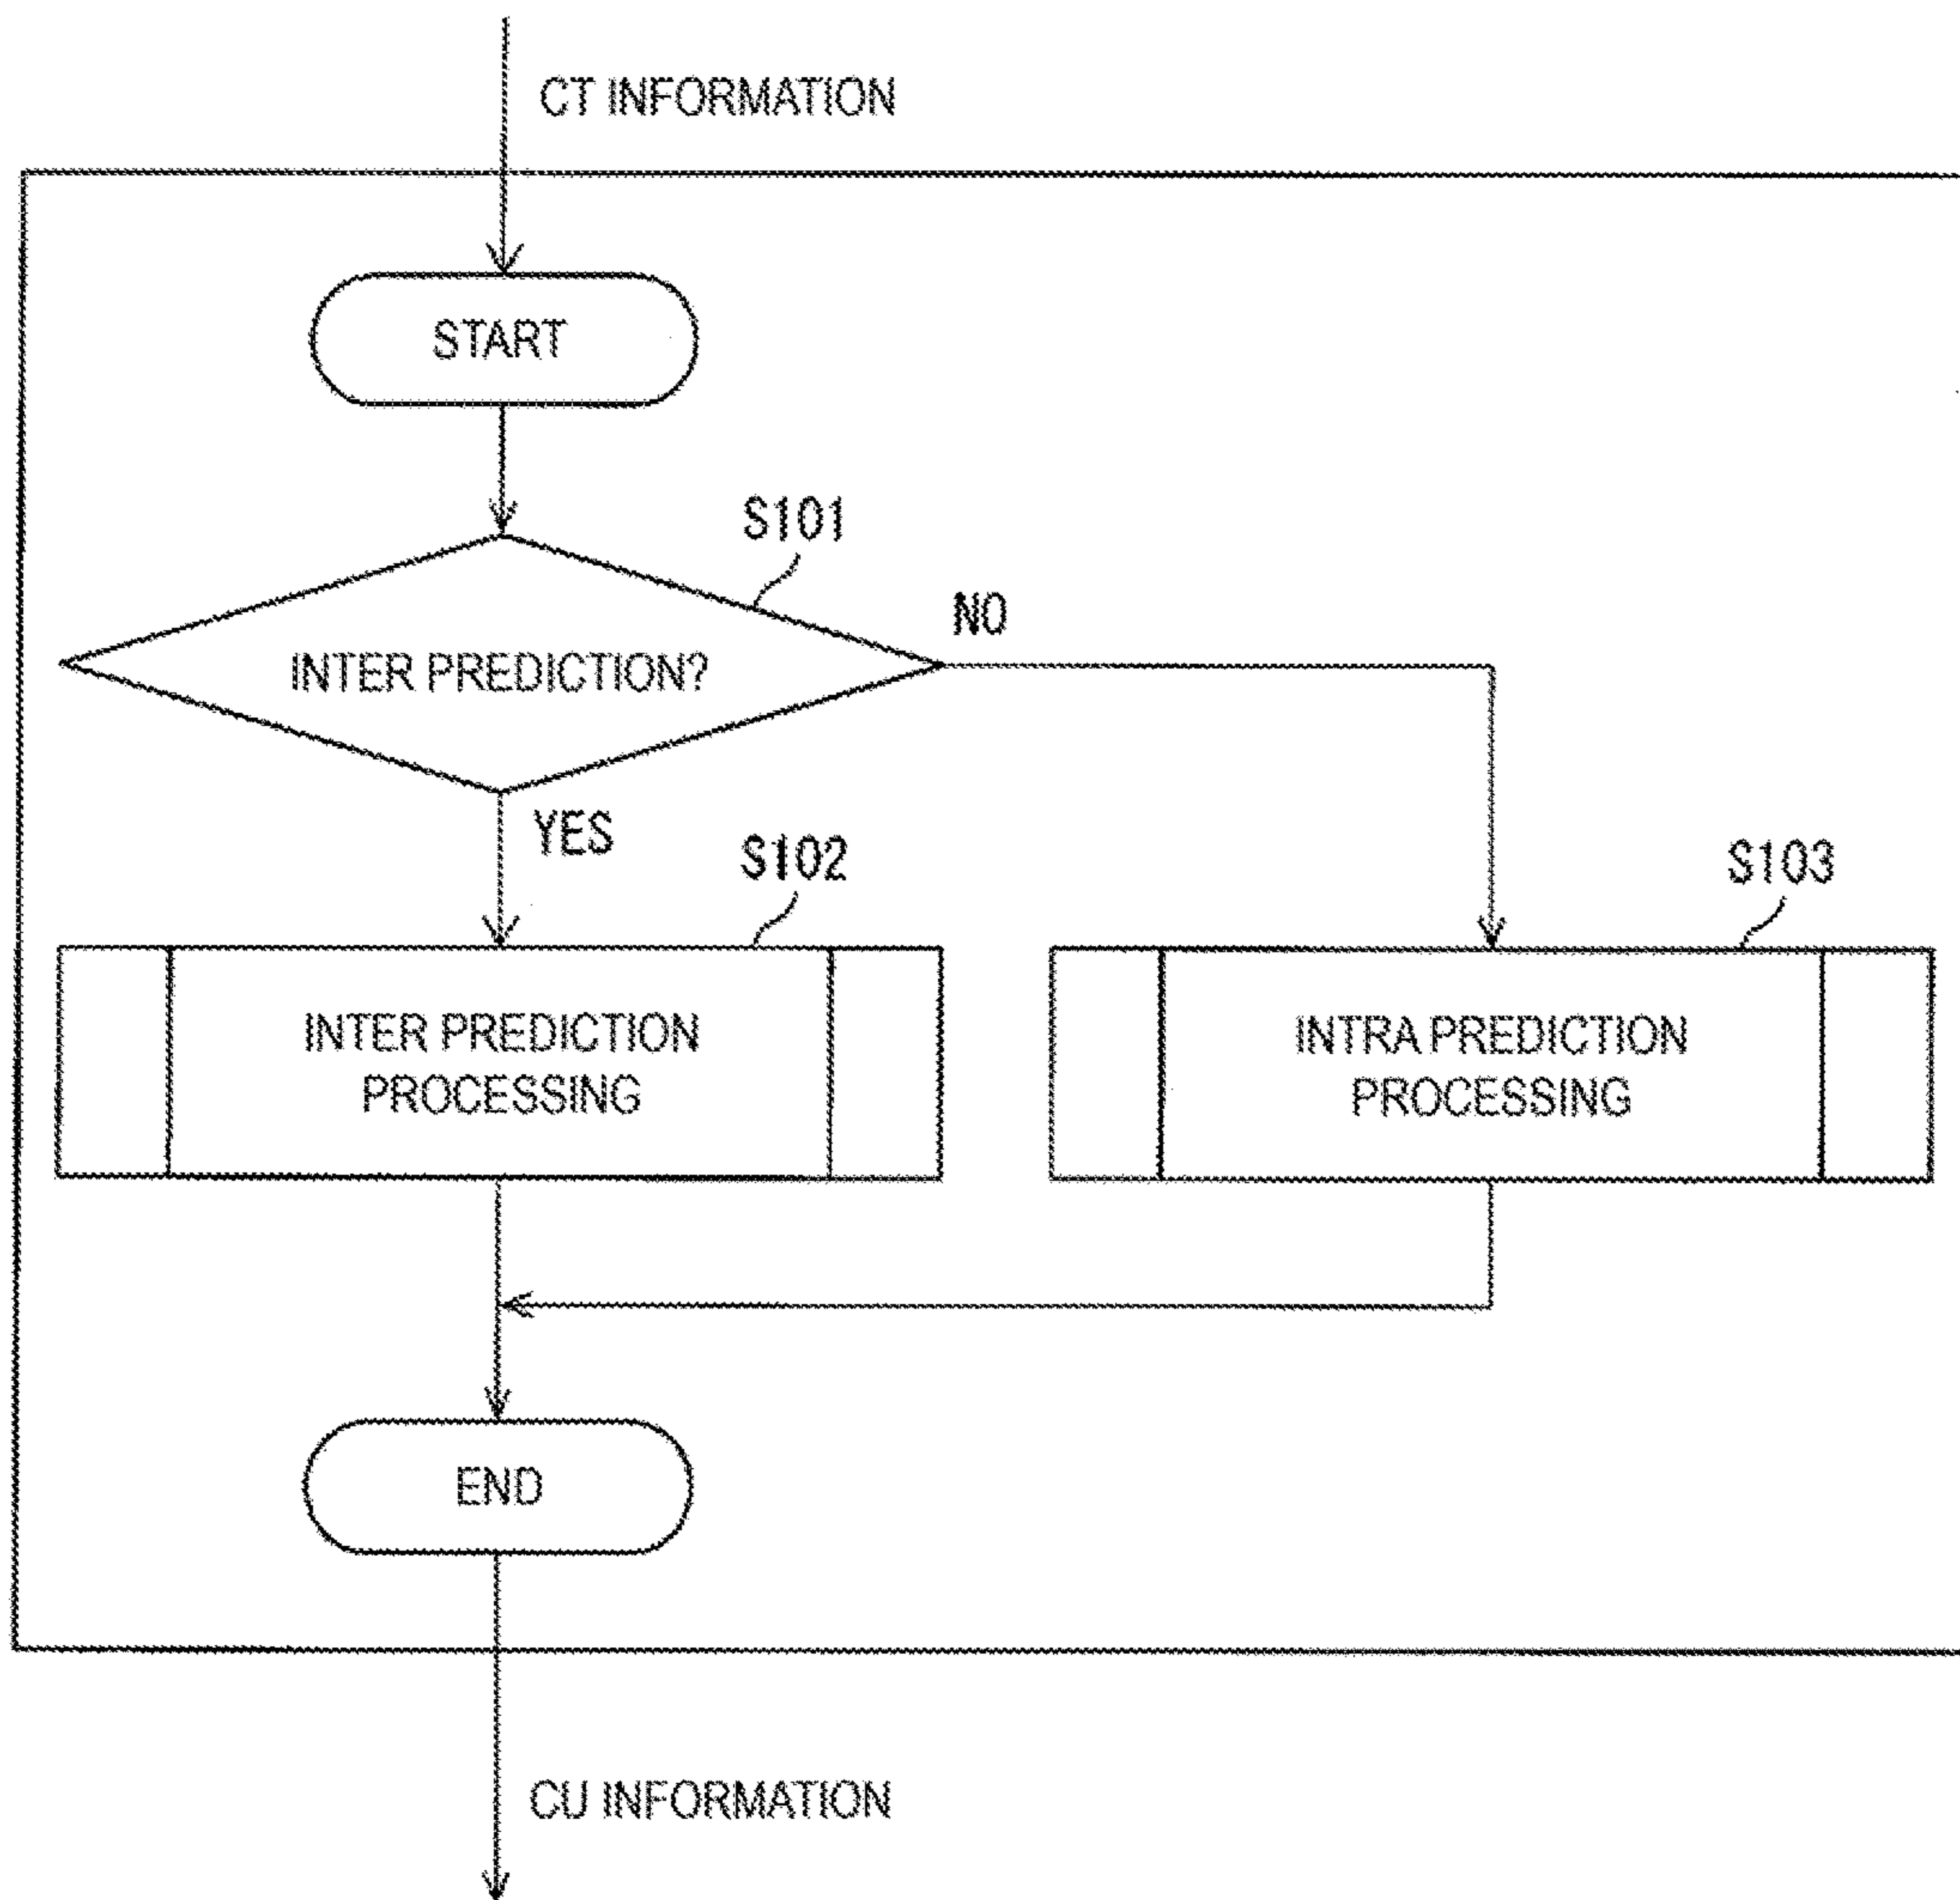 CT INFORMATION
START
S101
INTER PREDICTION?
NO
YES
S102
S103
INTER PREDICTION
PROCESSING
INTRA PREDICTION
PROCESSING
END
CU INFORMATION